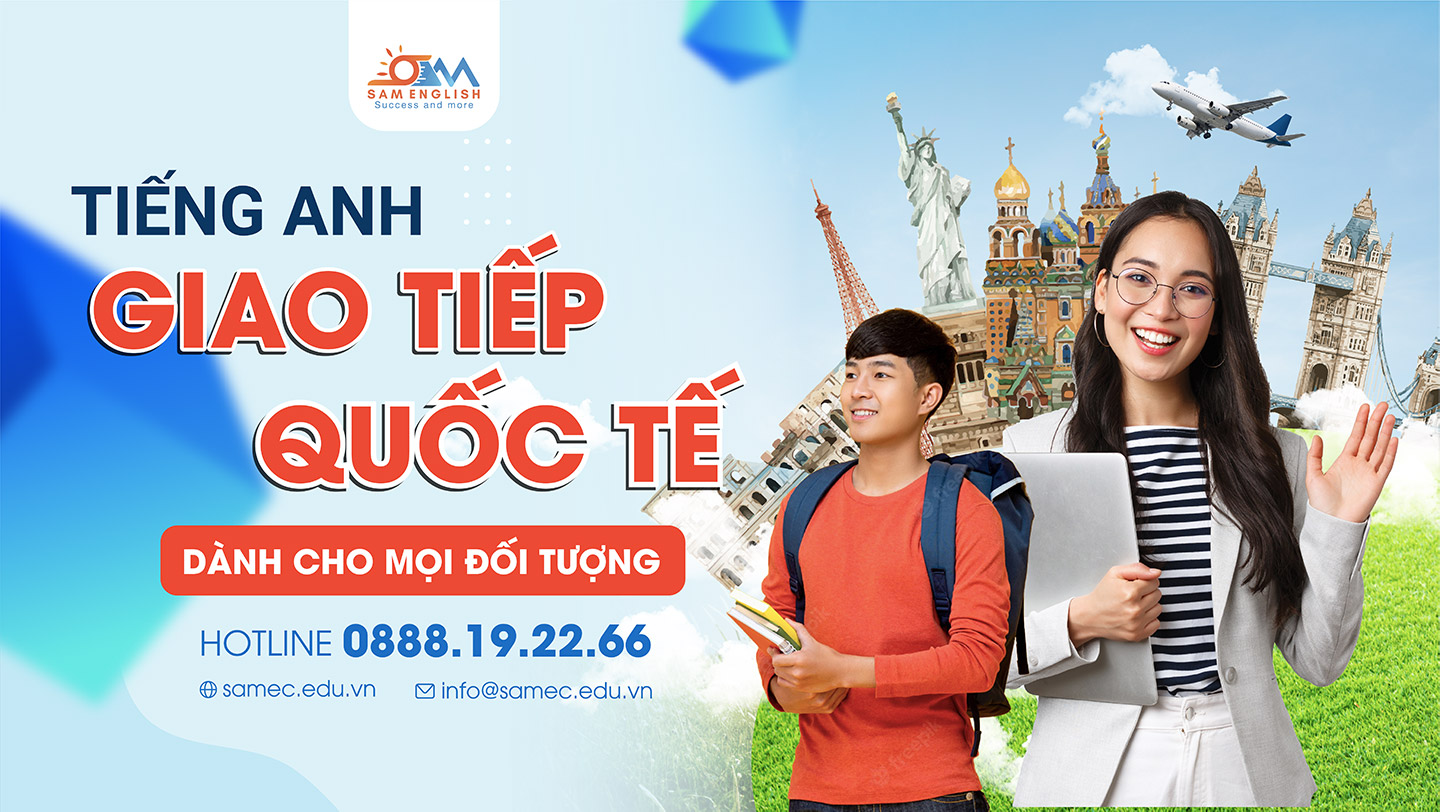 SAM ENGLISH
Success and more
TIẾNG ANH
GIAO TIẾP
QUỐC TẾ
DÀNH CHO MỌI ĐỐI TƯỢNG
HOTLINE 0888.19.22.66
samec.edu.vn info@samec.edu.vn